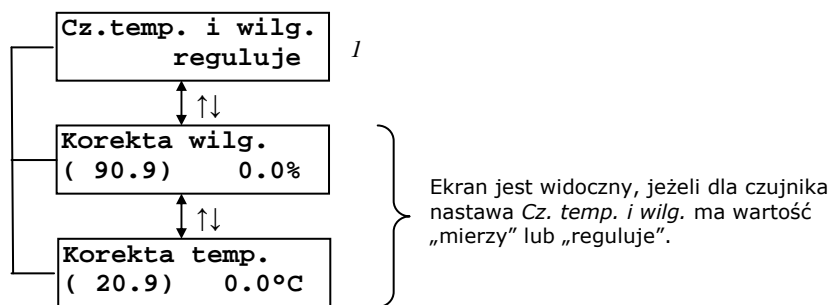 Cz.temp. i wilg.
reguluje
1
↑↓
Korekta wilg.
( 90.9) 0.0%
↑↓
Korekta temp.
( 20.9) 0.0ºC
Ekran jest widoczny, jeżeli dla czujnika
nastawa Cz. temp. i wilg. ma wartość
„mierzy” lub „reguluje”.